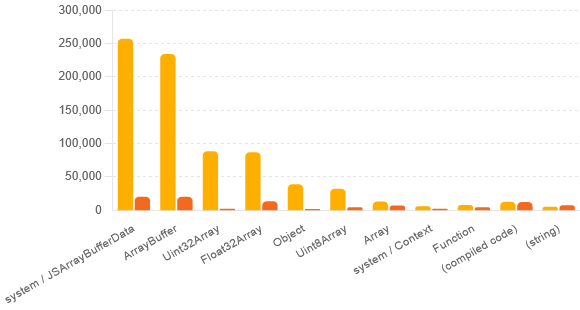 300,000
250,000
200,000
150,000
100,000
50,000
0
system / JSArrayBufferData
ArrayBuffer
Uint32Array
Float32Array
Object
Uint8Array
Array
system / Context
Function
(compiled code)
(string)